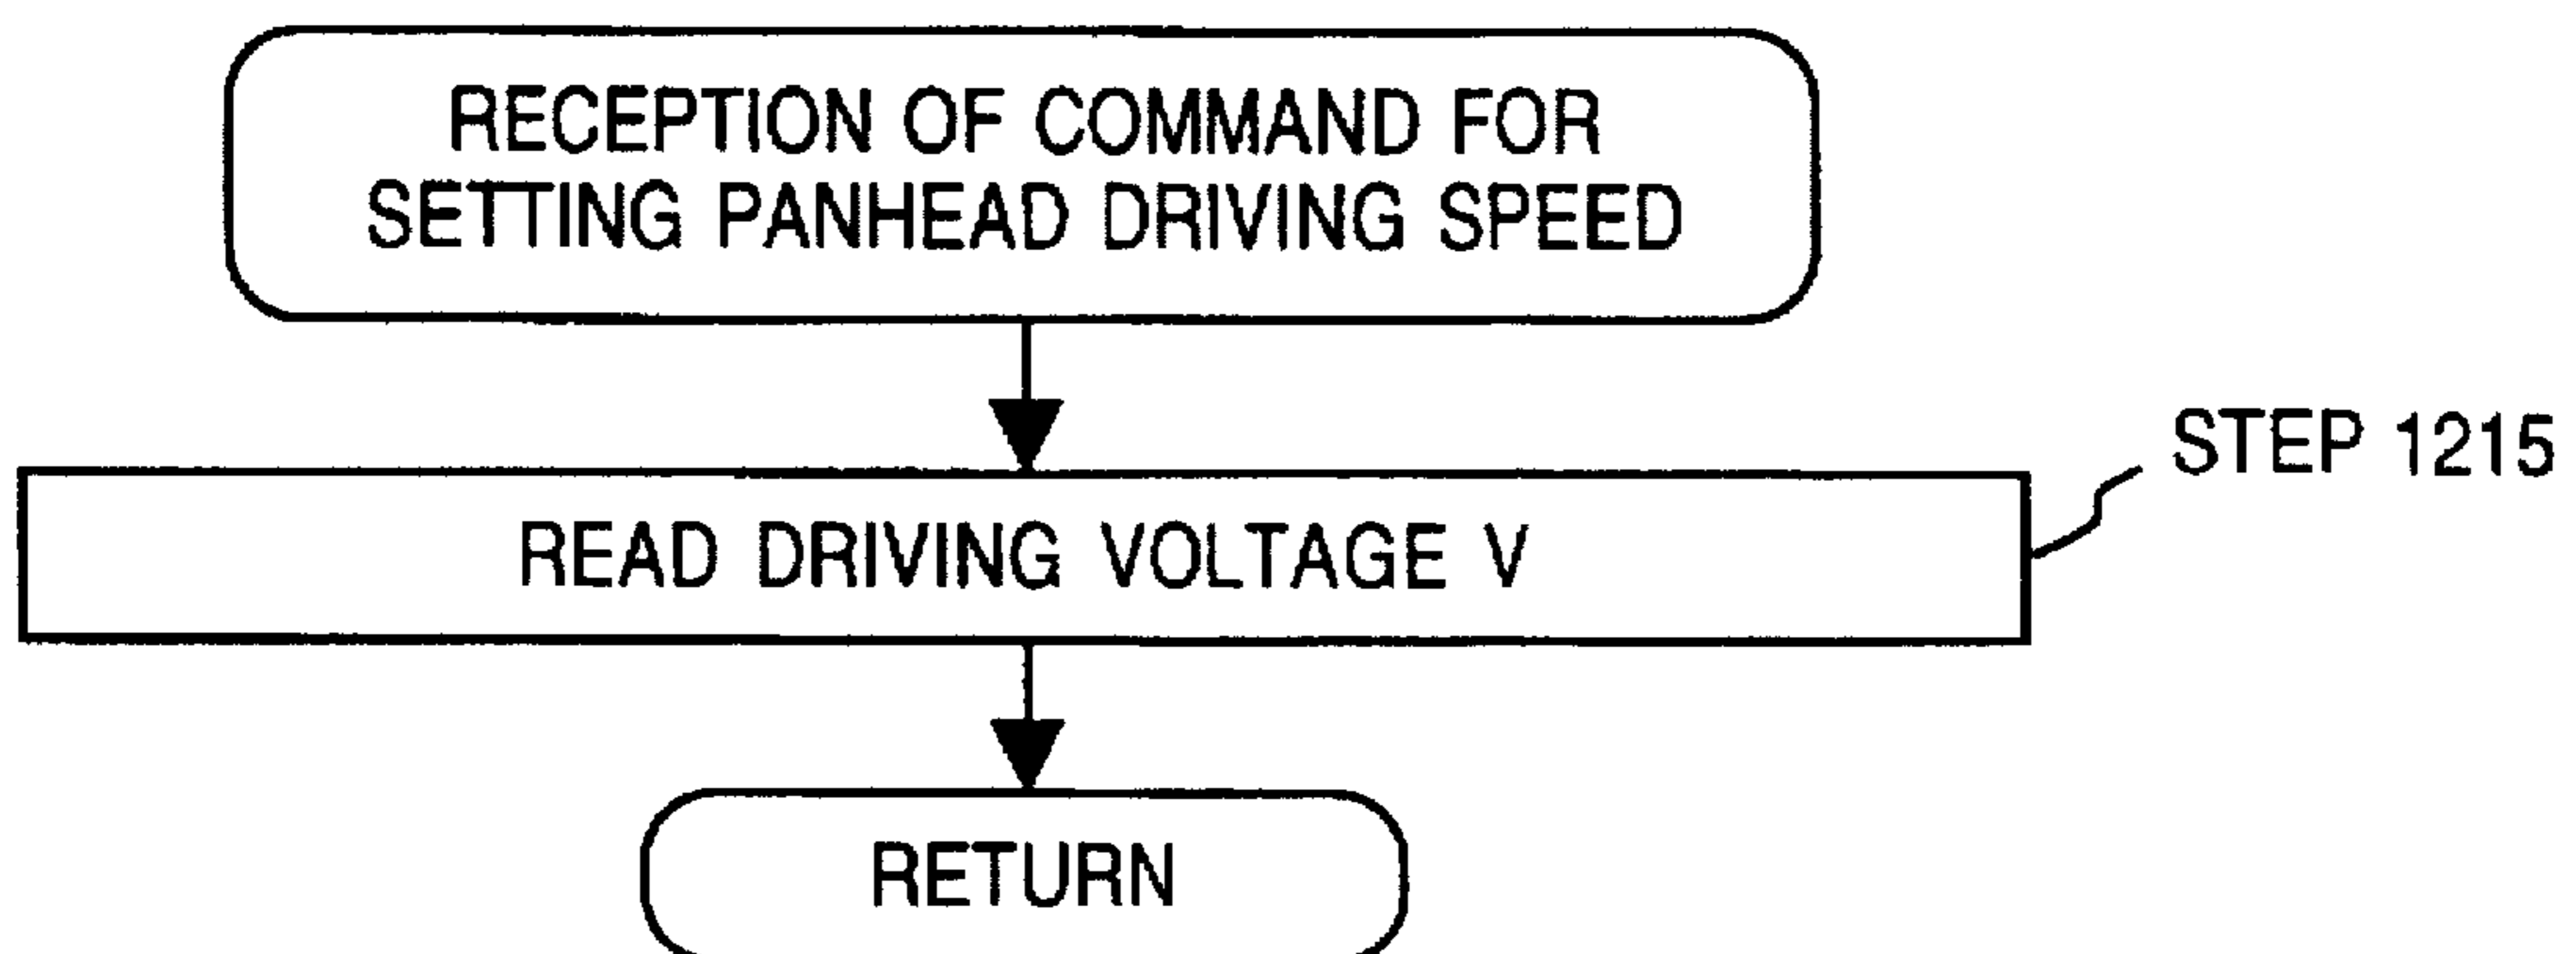 RECEPTION OF COMMAND FOR
SETTING PANHEAD DRIVING SPEED
STEP 1215
READ DRIVING VOLTAGE V
RETURN